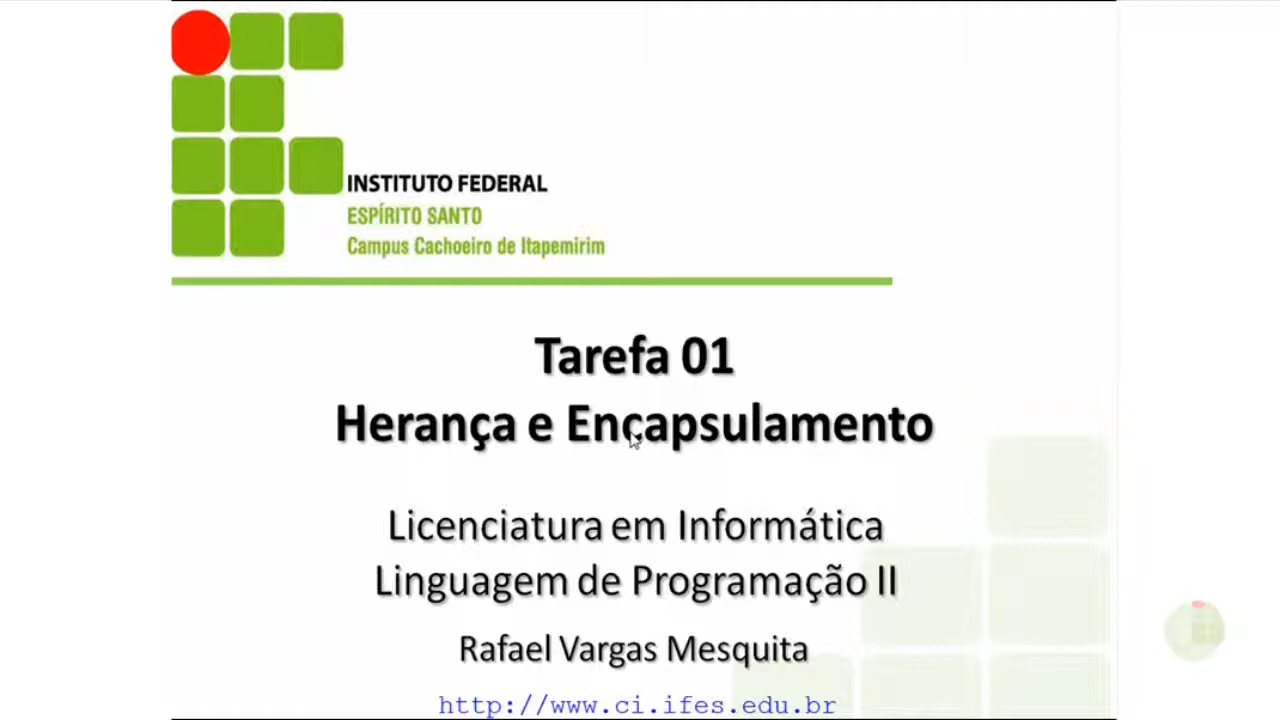 INSTITUTO FEDERAL
ESPÍRITO SANTO
Campus Cachoeiro de Itapemirim
Tarefa 01
Herança e Encapsulamento
Licenciatura em Informática
Linguagem de Programação II
Rafael Vargas Mesquita
http://www.ci.ifes.edu.br